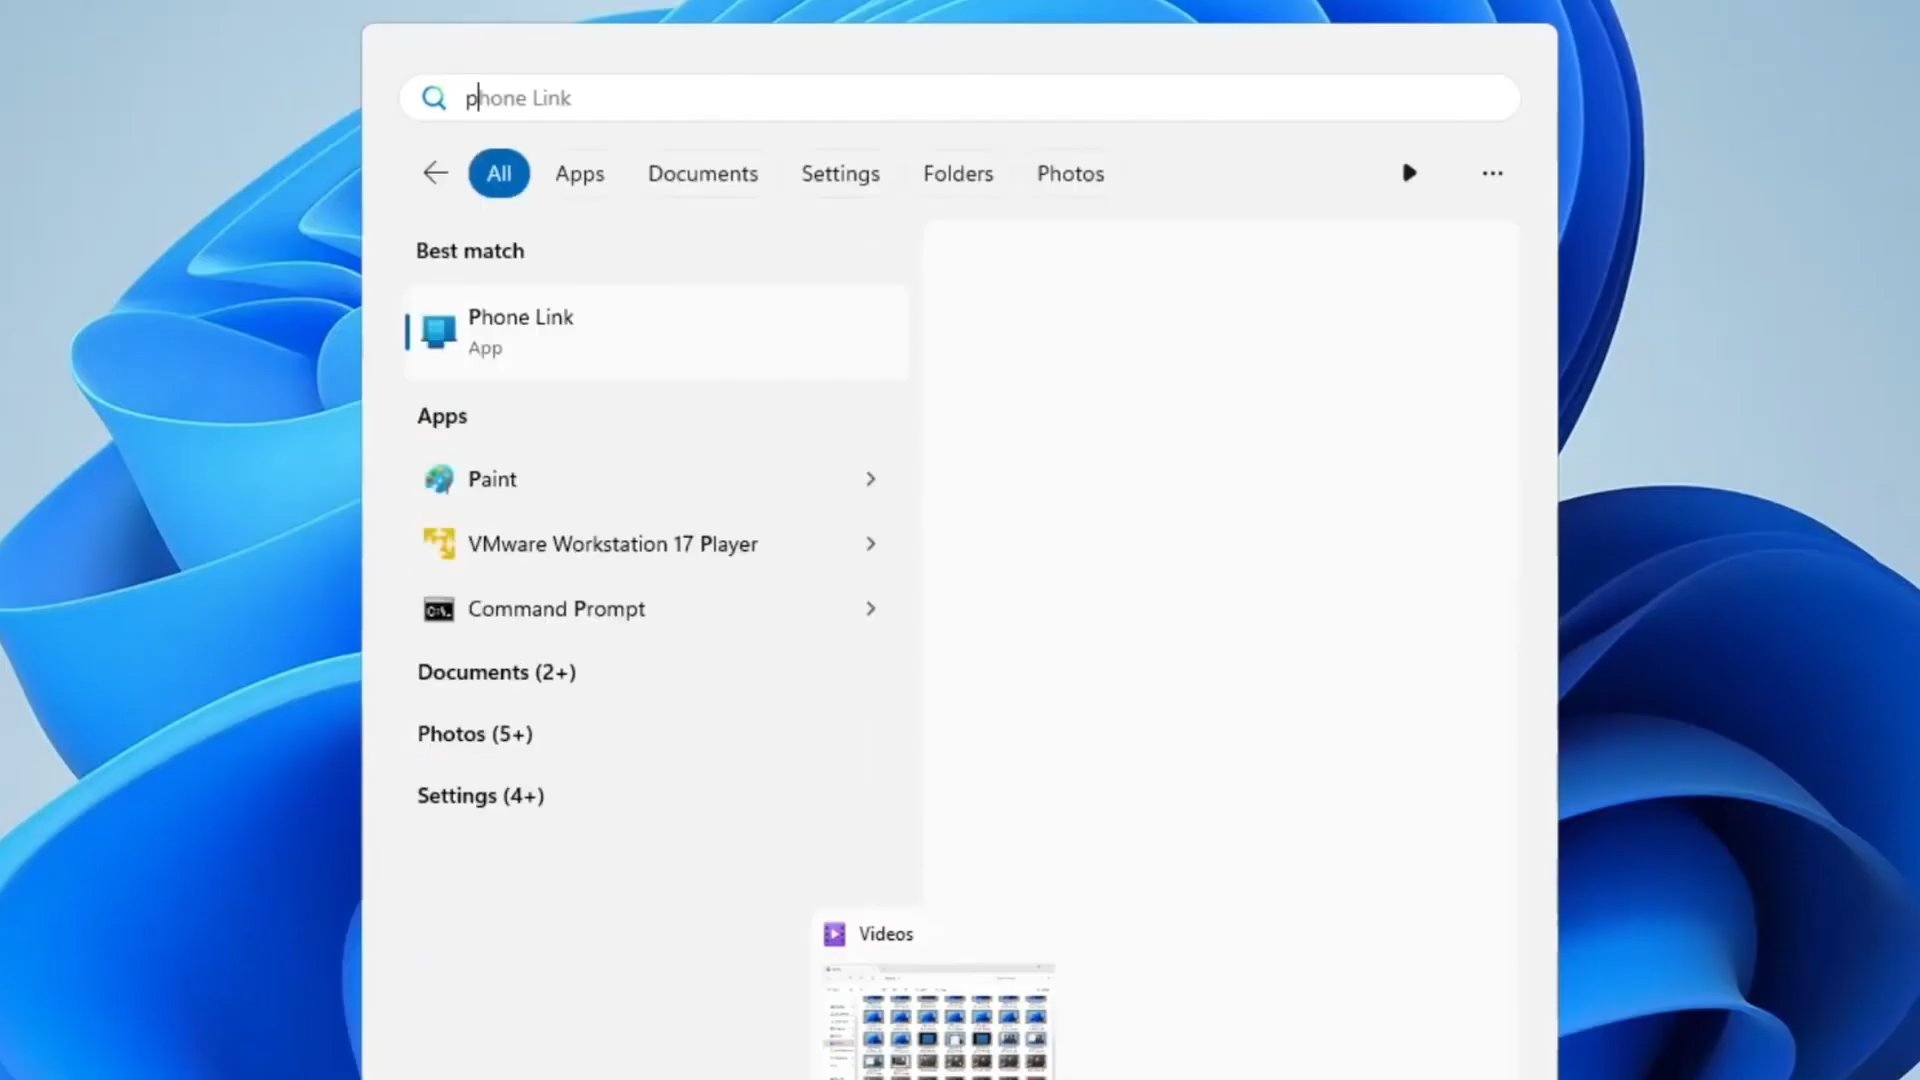 phone Link
All Apps Documents Settings Folders Photos
Best match
Phone Link
App
Apps
Paint
VMware Workstation 17 Player
C:\.
Command Prompt
Documents (2+)
Photos (5+)
Settings (4+)
Videos